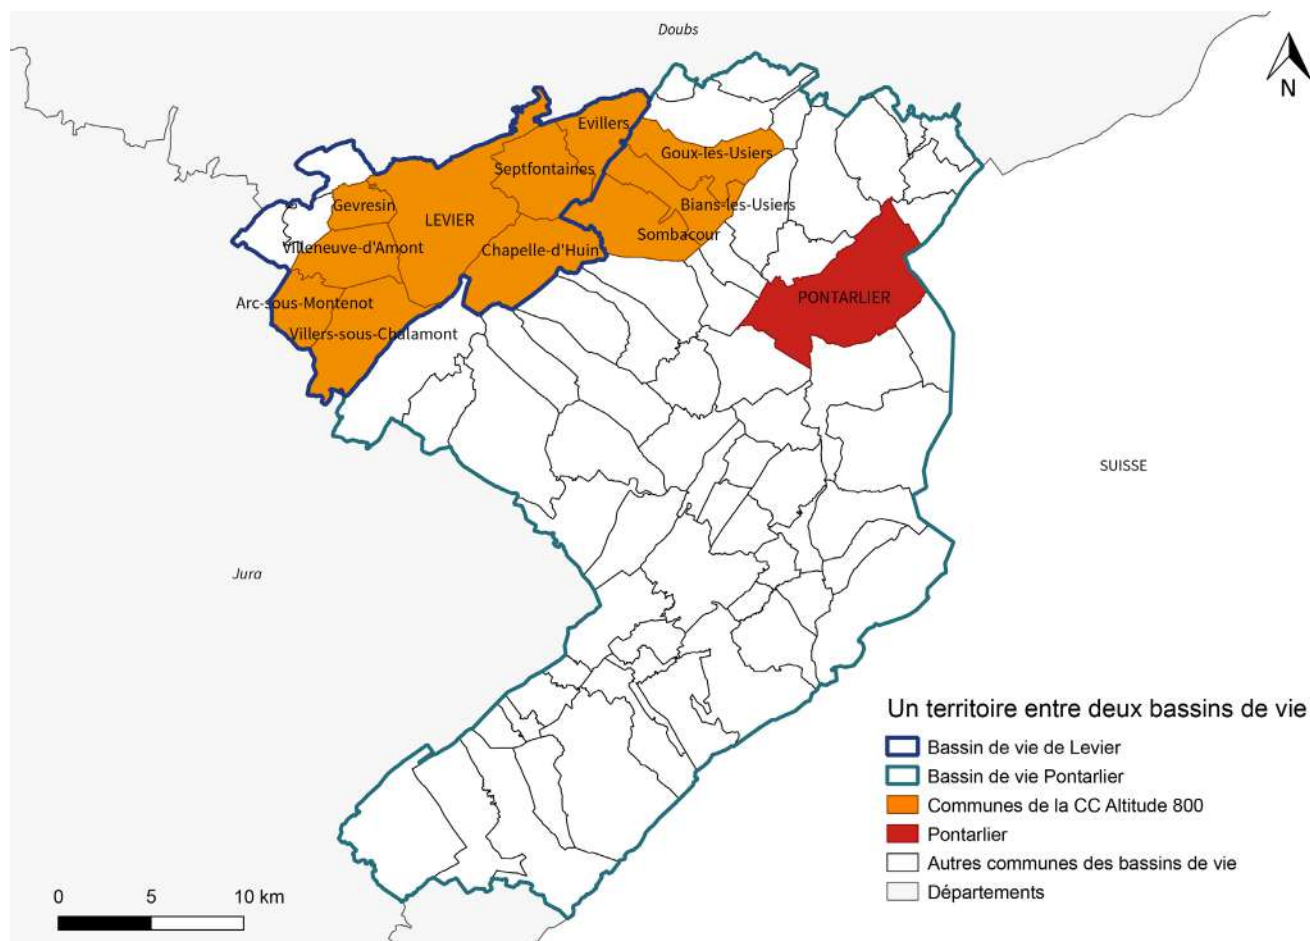 Doubs
N
Evillers
Goux-les-Usiers
Septfontaines
Gevresin
Bians-les-Usiers
LEVIER
Sombacour
Villeneuve-d'Amont
Chapelle-d'Huin
Arc-sous-Montenot
PONTARLIER
Villers-sous-Chalamont
SUISSE
Jura
Un territoire entre deux bassins de vie
Bassin de vie de Levier
Bassin de vie Pontarlier
Communes de la CC Altitude 800
Pontarlier
Autres communes des bassins de vie
Départements
0 5 10 km